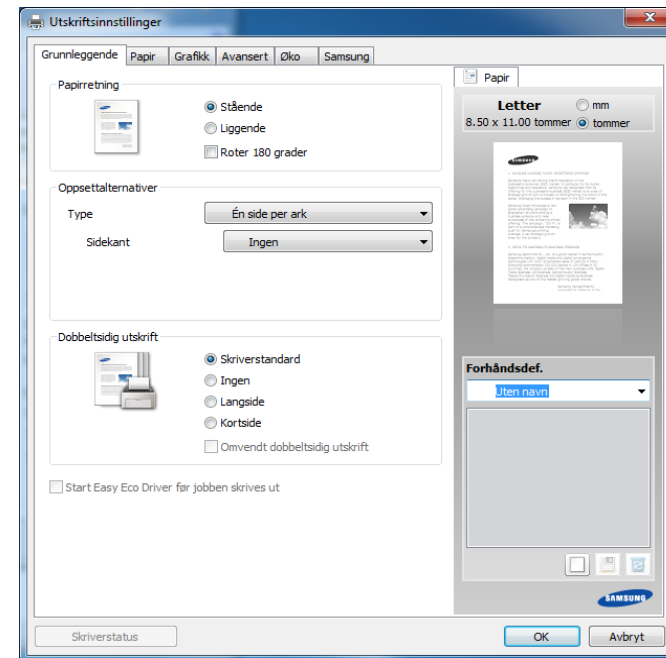 Utskriftsinnstillinger
Grunnleggende Papir Grafikk Avansert Øko Samsung
Papirretning
Stående
Liggende
Roter 180 grader
Oppsettalternativer
Type Én side per ark
Sidekant Ingen
Dobbeltsidig utskrift
Skriverstandard
Ingen
Langside
Kortside
Omvendt dobbeltsidig utskrift
Start Easy Eco Driver før jobben skrives ut
Papir
Letter mm
8.50 x 11.00 tommer tommer
SAMSUNG
Forhåndsdef.
Uten navn
SAMSUNG
Skriverstatus OK Avbryt